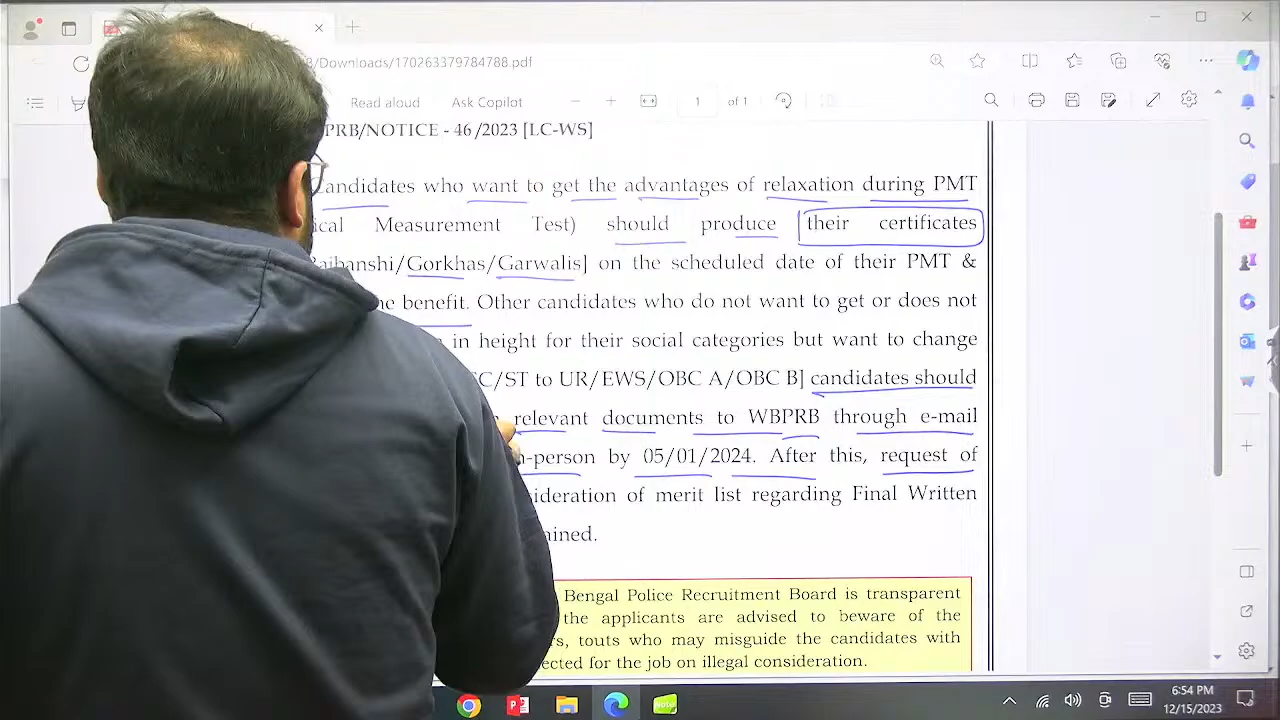 /Downloads/170263379784788.pdf
Read aloud Ask Copilot 1 of 1
PRB/NOTICE - 46/2023 [LC-WS]
Candidates who want to get the advantages of relaxation during PMT
Measurement Test) should produce their certificates
Gorkhas/Garwalis] on the scheduled date of their PMT &
benefit. Other candidates who do not want to get or does not
in height for their social categories but want to change
/ST to UR/EWS/OBC A/OBC B] candidates should
relevant documents to WBPRB through e-mail
-person by 05/01/2024. After this, request of
of merit list regarding Final Written
Bengal Police Recruitment Board is transparent
the applicants are advised to beware of the
touts who may misguide the candidates with
for the job on illegal consideration.
6:54 PM
12/15/2023